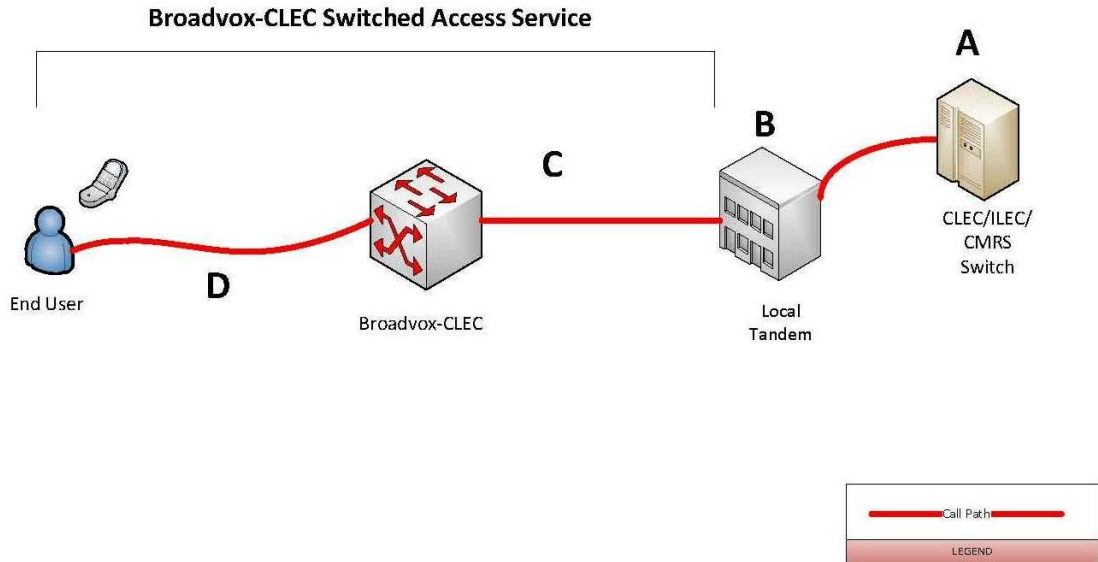 Broadvox-CLEC Switched Access Service
A
B
C
D
End User
Broadvox-CLEC
Local
Tandem
CLEC/ILEC/
CMRS
Switch
Call Path
LEGEND